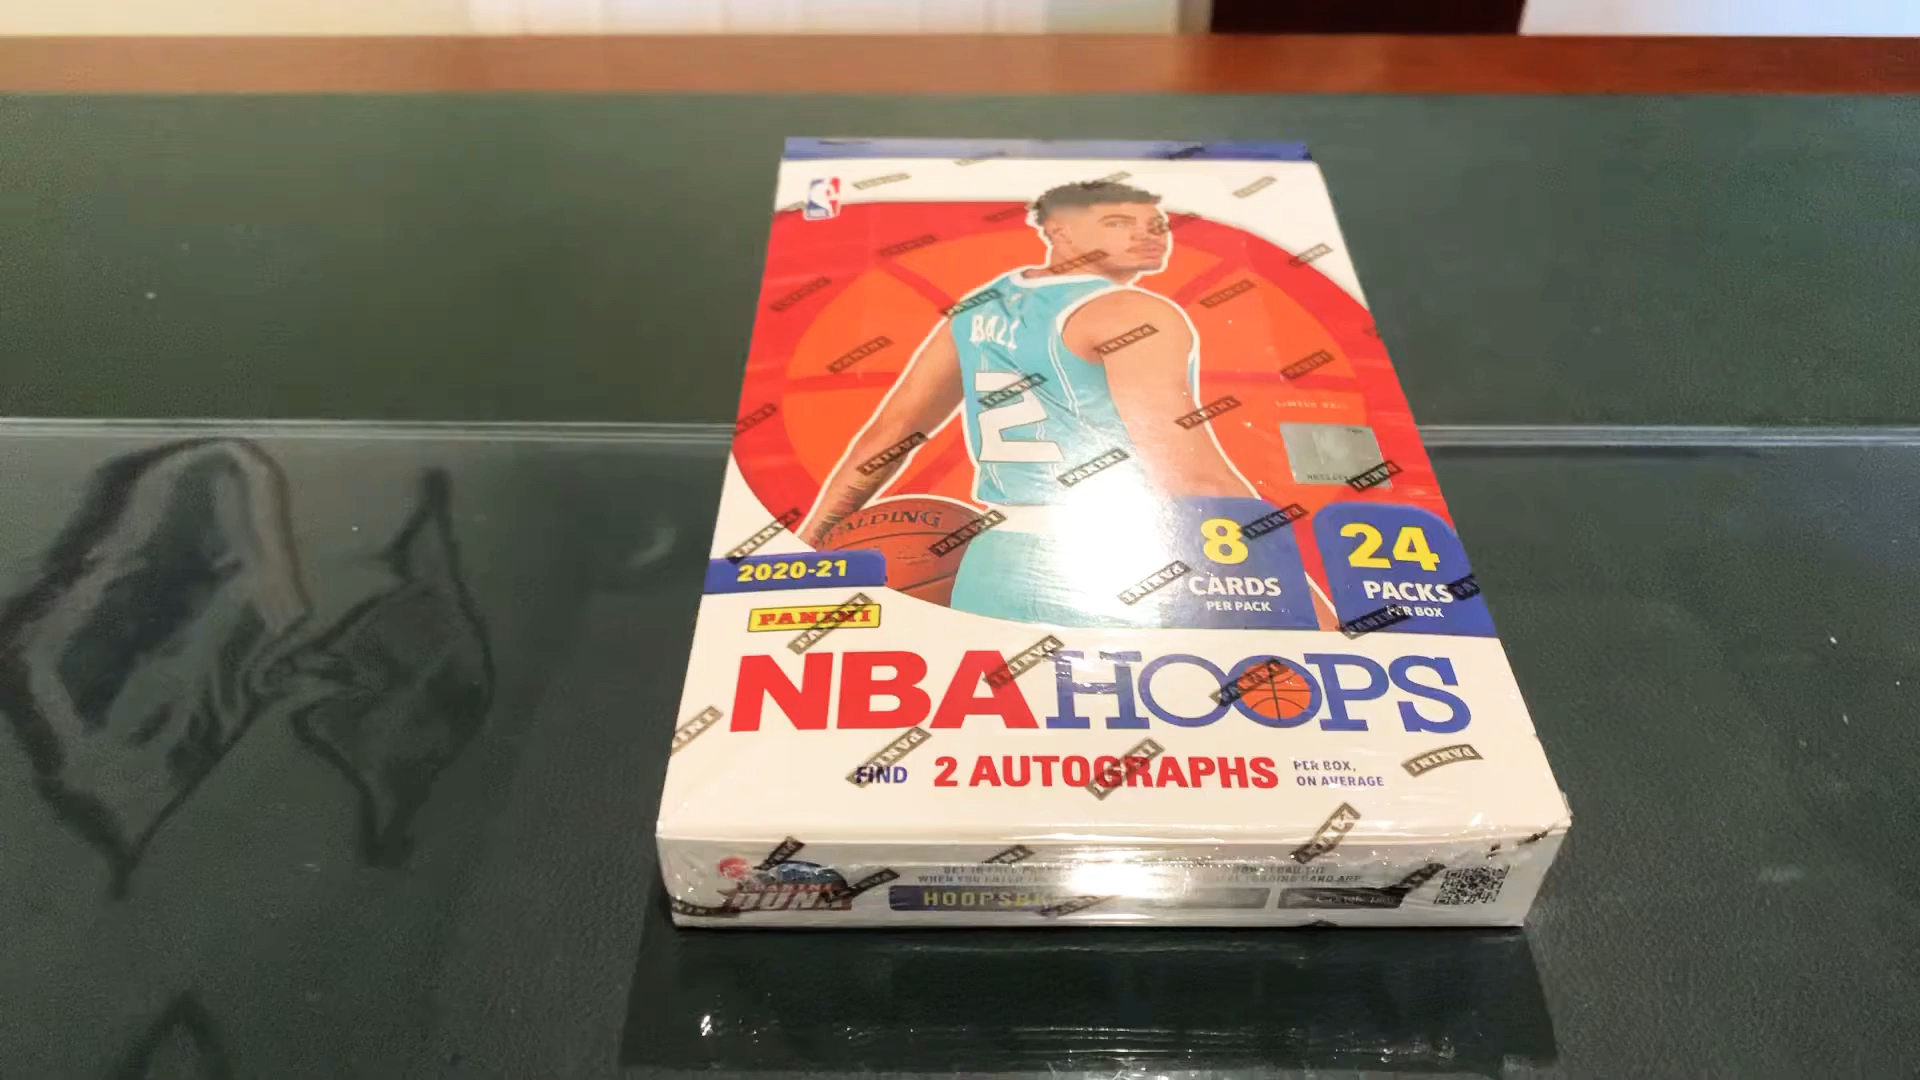 BALL
2
SPALDING
8
CARDS
PER PACK
24
PACKS
PER BOX
2020-21
PANINI
NBA HOOPS
FIND 2 AUTOGRAPHS PER BOX,
ON AVERAGE